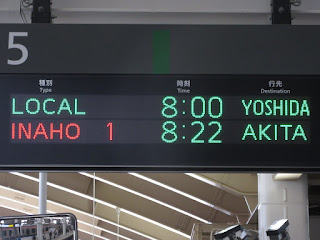 5
種別 時刻 行先
Type Time Destination
LOCAL 8:00 YOSHIDA
INAHO 1 8:22 AKITA